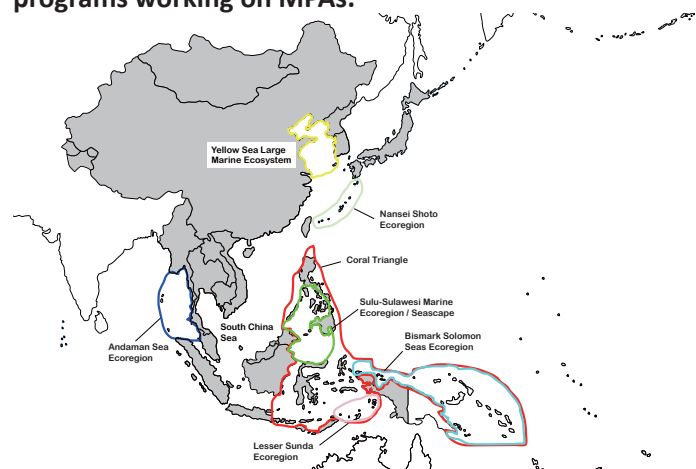 programs working on MPAs.
Yellow Sea Large
Marine Ecosystem
Nansei Shoto
Ecoregion
Coral Triangle
Sulu-Sulawesi Marine
Ecoregion / Seascape
South China
Sea
Bismark Solomon
Seas Ecoregion
Andaman Sea
Ecoregion
Lesser Sunda
Ecoregion